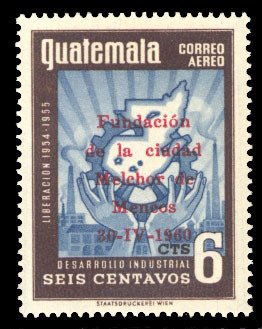 guatemala
CORREO
AEREO
LIBERACION 1954-1955
Fundación
de la ciudad
Melchor de
Mencos
30-IV-1960
CTS
6
DESARROLLO INDUSTRIAL
SEIS CENTAVOS
STAATSDRUCKEREI WIEN